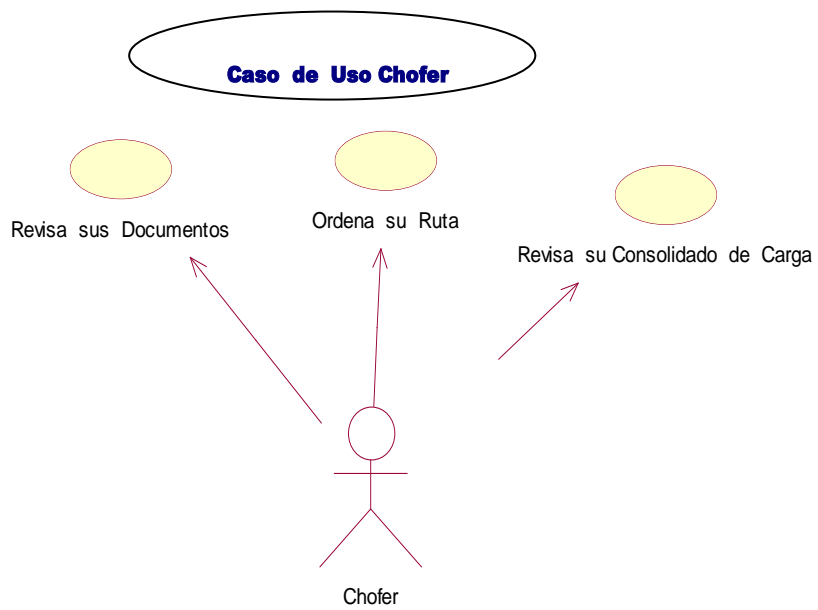 Caso de Uso Chofer
Revisa sus Documentos
Ordena su Ruta
Revisa su Consolidado de Carga
Chofer